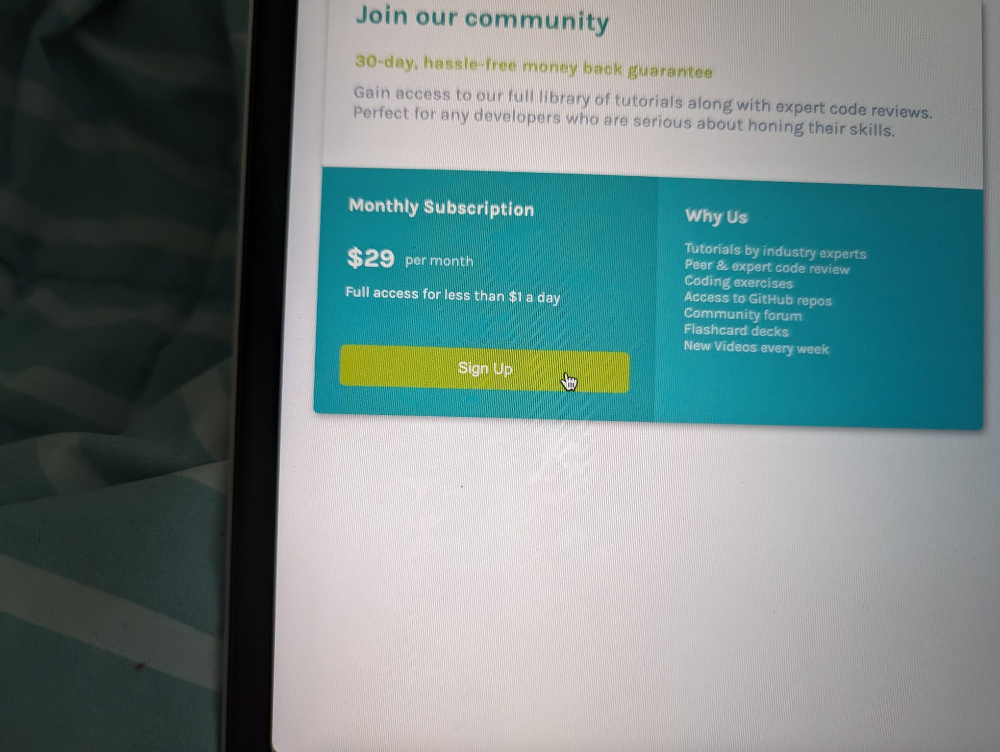 Join our community
30-day, hassle-free money back guarantee
Gain access to our full library of tutorials along with expert code reviews.
Perfect for any developers who are serious about honing their skills.
Monthly Subscription
$29 per month
Full access for less than $1 a day
Sign Up
Why Us
Tutorials by industry experts
Peer & expert code review
Coding exercises
Access to GitHub repos
Community forum
Flashcard decks
New Videos every week